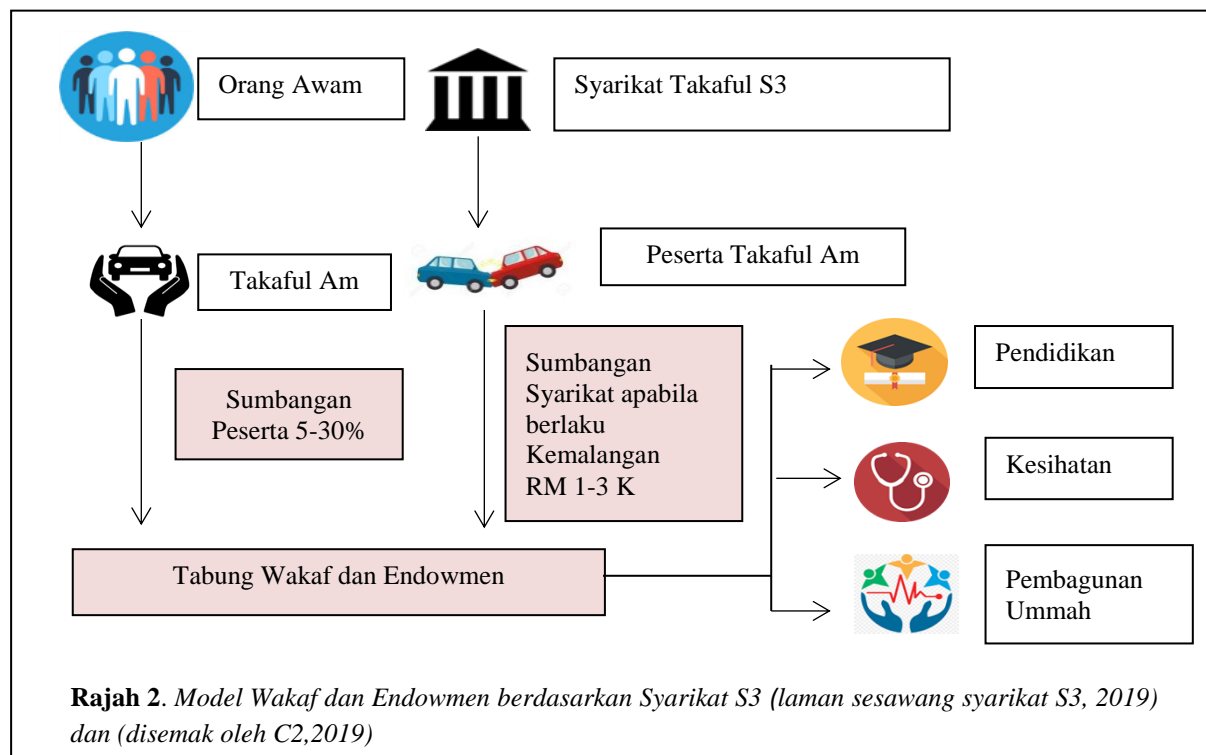 Orang Awam
Syarikat Takaful S3
Takaful Am
Peserta Takaful Am
Sumbangan
Peserta 5-30%
Sumbangan
Syarikat apabila
berlaku
Kemalangan
RM 1-3 K
Pendidikan
Kesihatan
Tabung Wakaf dan Endowmen
Pembagunan
Ummah
Rajah 2. Model Wakaf dan Endowmen berdasarkan Syarikat S3 (laman sesawang syarikat S3, 2019)
dan (disemak oleh C2,2019)